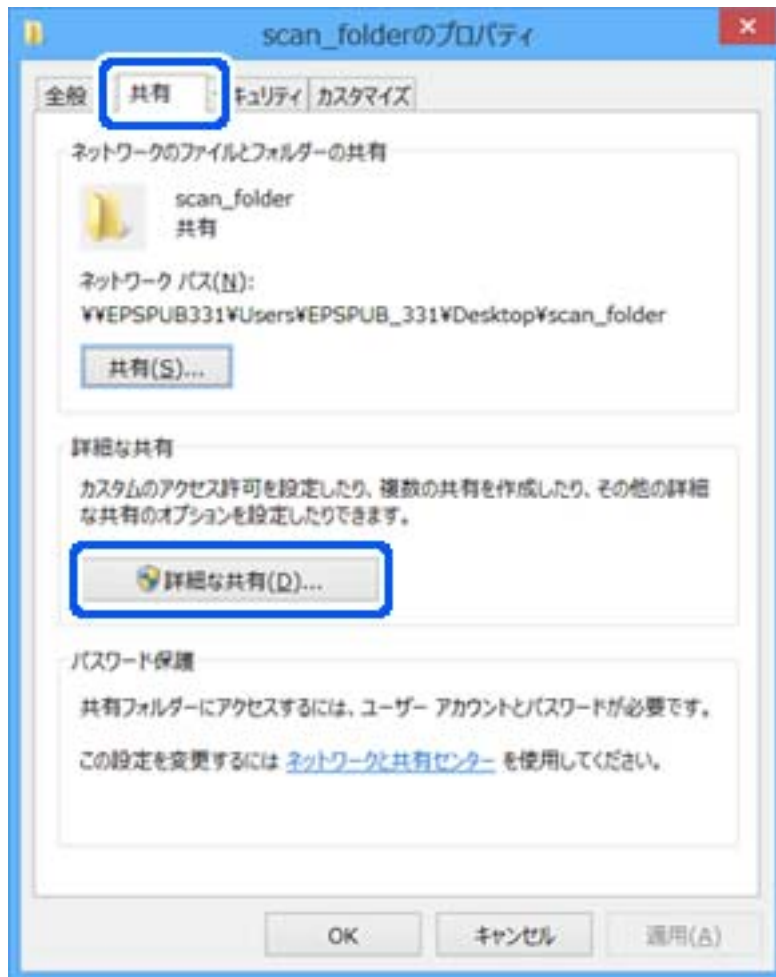 scan_folderのプロパティ
全般 共有 キュリティ カスタマイズ
ネットワークのファイルとフォルダーの共有
scan_folder
共有
ネットワーク パス(N):
¥¥EPSPUB331¥Users¥EPSPUB_331¥Desktop¥scan_folder
共有(S)...
詳細な共有
カスタムのアクセス許可を設定したり、複数の共有を作成したり、その他の詳細
な共有のオプションを設定したりできます。
詳細な共有(D)...
パスワード保護
共有フォルダーにアクセスするには、ユーザー アカウントとパスワードが必要です。
この設定を変更するには ネットワークと共有センター を使用してください。
OK キャンセル 適用(A)